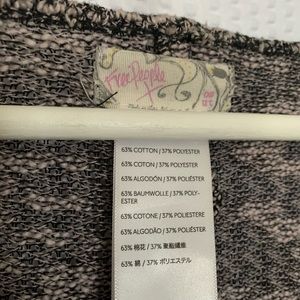 Free People
63% COTTON / 37% POLYESTER
63% COTON / 37% POLYESTER
63% ALGODÓN / 37% POLIÉSTER
63% BAUMWOLLE / 37% POLY-
ESTER
63% COTONE / 37% POLIESTERE
63% ALGODÃO / 37% POLIÉSTER
63% 棉花 / 37% 聚酯纖維
63% 綿 / 37% ポリエステル